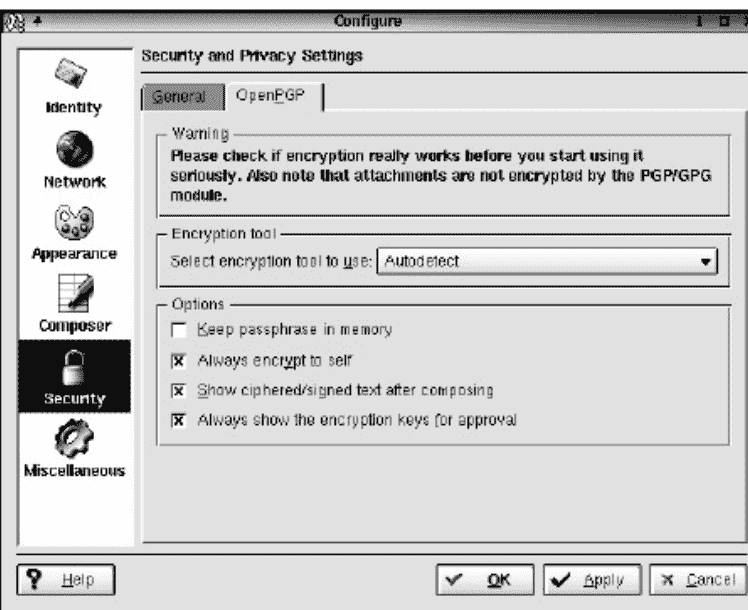 Configure
Security and Privacy Settings
Identity
Network
Appearance
Composer
Security
Miscellaneous
General
OpenPGP
Warning
Please check if encryption really works before you start using it
seriously. Also note that attachments are not encrypted by the PGP/GPG
module.
Encryption tool
Select encryption tool to use: Autodetect
Options
Keep passphrase in memory
Always encrypt to self
Show ciphered/signed text after composing
Always show the encryption keys for approval
? Help
OK
Apply
Cancel